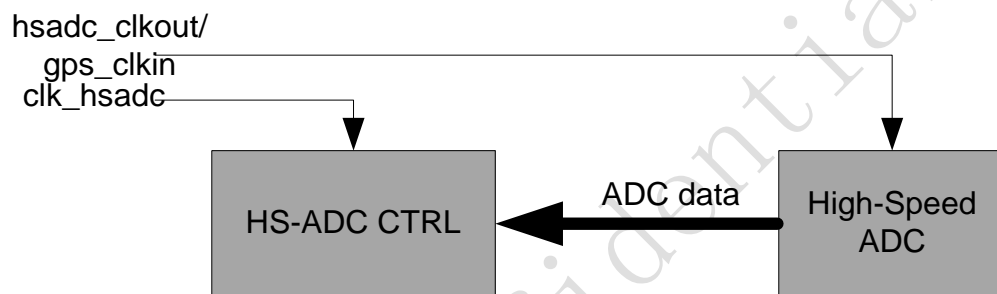 hsadc_clkout/
gps_clkin
clk_hsadc
ADC data
HS-ADC CTRL
High-Speed
ADC